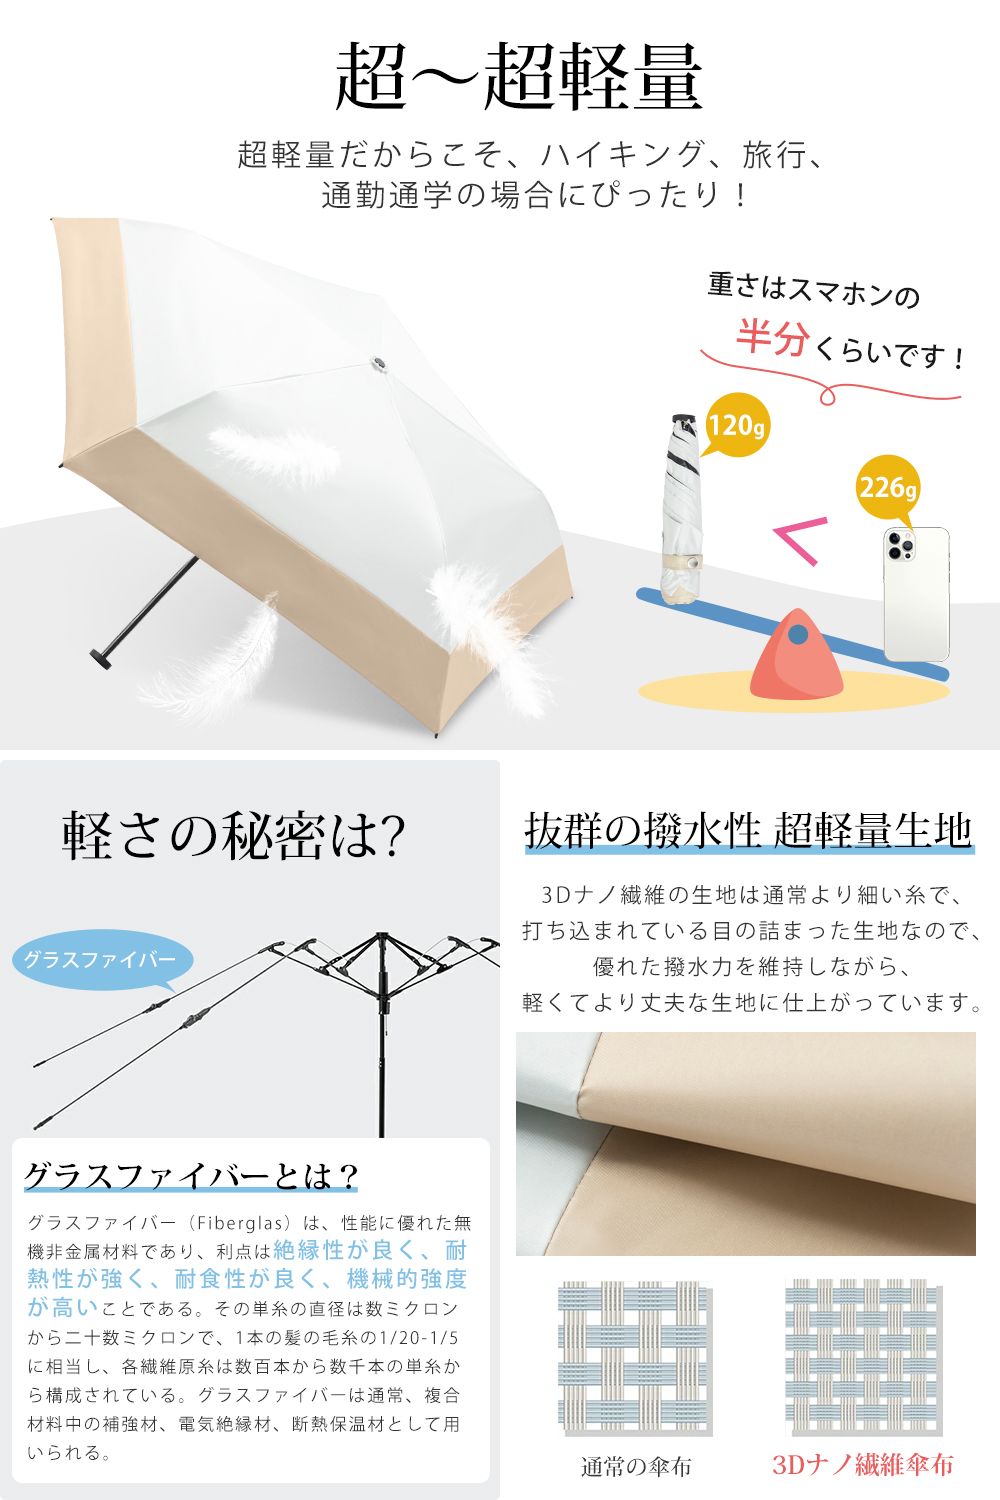 超～超軽量
超軽量だからこそ、ハイキング、旅行、
通勤通学の場合にぴったり！
重さはスマホンの
半分くらいです！
120g
226g
軽さの秘密は?
グラスファイバー
グラスファイバーとは？
グラスファイバー（Fiberglas）は、性能に優れた無
機非金属材料であり、利点は絶縁性が良く、耐
熱性が強く、耐食性が良く、機械的強度
が高いことである。その単糸の直径は数ミクロン
から二十数ミクロンで、1本の髪の毛糸の1/20-1/5
に相当し、各繊維原糸は数百本から数千本の単糸か
ら構成されている。グラスファイバーは通常、複合
材料中の補強材、電気絶縁材、断熱保温材として用
いられる。
抜群の撥水性 超軽量生地
3Dナノ繊維の生地は通常より細い糸で、
打ち込まれている目の詰まった生地なので、
優れた撥水力を維持しながら、
軽くてより丈夫な生地に仕上がっています。
通常の傘布
3Dナノ繊維傘布